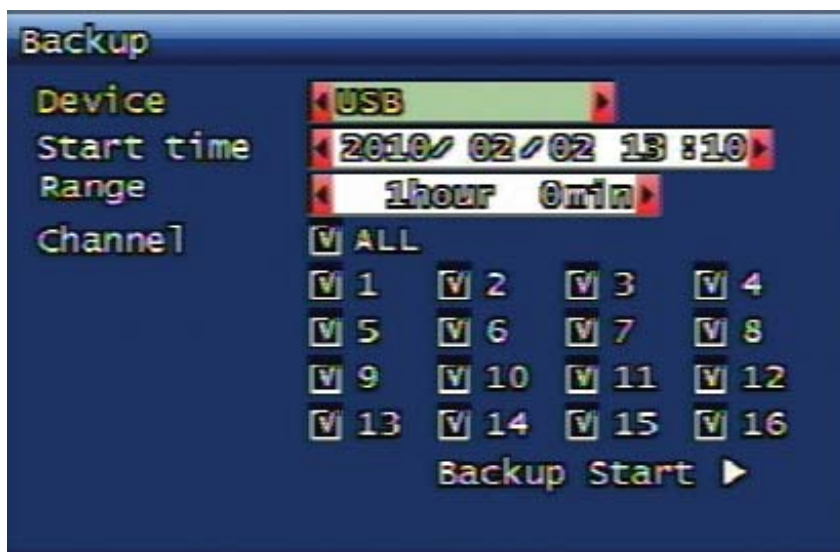 Backup
Device USB
Start time 2010/ 02/02 13:10
Range 1hour 0min
Channel V ALL
V 1 V 2 V 3 V 4
V 5 V 6 V 7 V 8
V 9 V 10 V 11 V 12
V 13 V 14 V 15 V 16
Backup Start